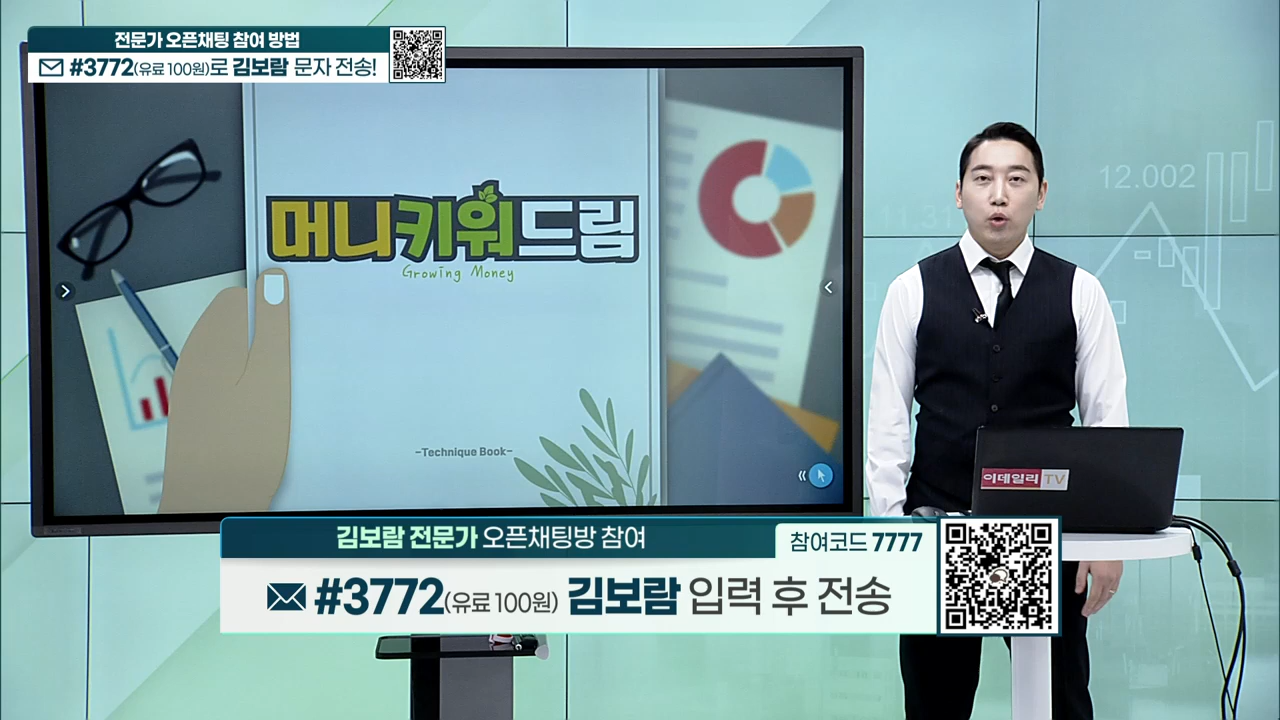 전문가 오픈채팅 참여 방법
#3772(유료 100원)로 김보람 문자 전송!
머니키워드림
Growing Money
-Technique Book-
12.002
11.31
이데일리 TV
김보람 전문가 오픈채팅방 참여
참여코드 7777
#3772(유료 100원) 김보람 입력 후 전송